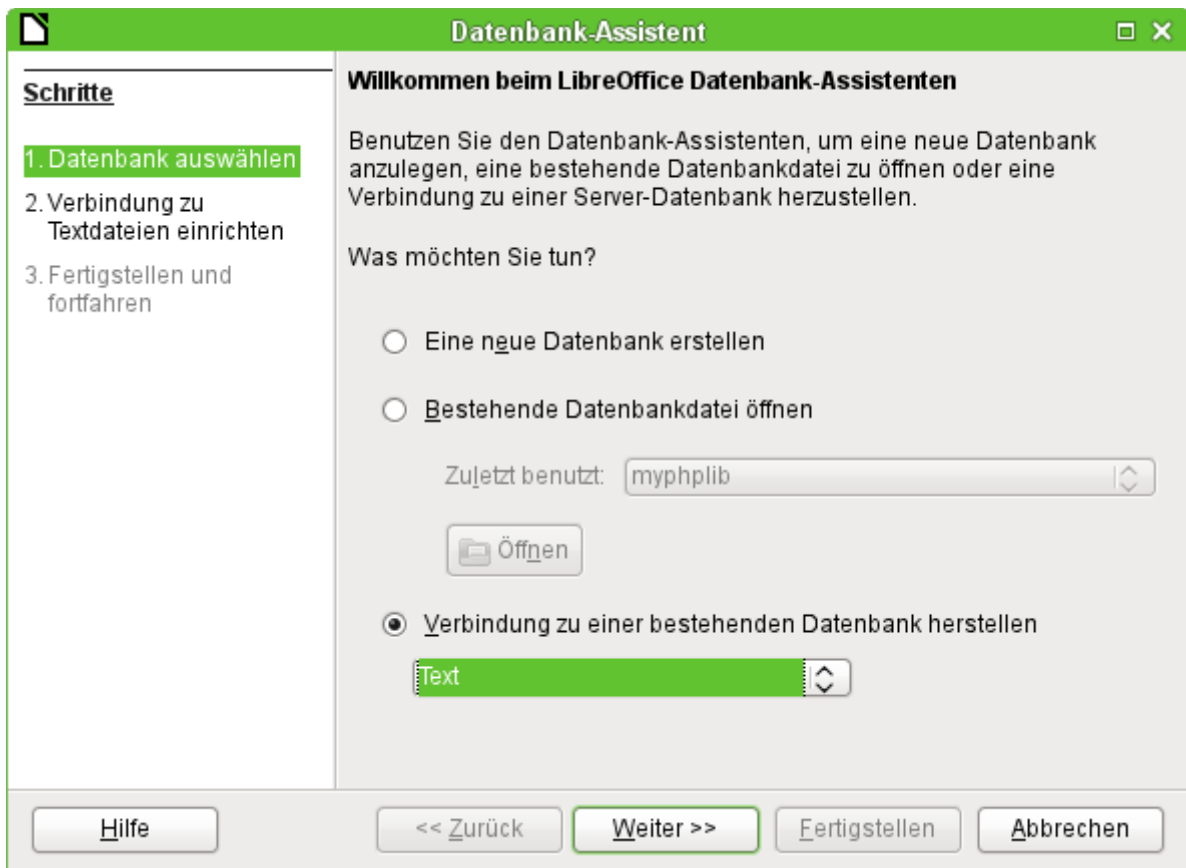 Datenbank-Assistent
Schritte
1. Datenbank auswählen
2. Verbindung zu
Textdateien einrichten
3. Fertigstellen und
fortfahren
Willkommen beim LibreOffice Datenbank-Assistenten
Benutzen Sie den Datenbank-Assistenten, um eine neue Datenbank
anzulegen, eine bestehende Datenbankdatei zu öffnen oder eine
Verbindung zu einer Server-Datenbank herzustellen.
Was möchten Sie tun?
Eine neue Datenbank erstellen
Bestehende Datenbankdatei öffnen
Zuletzt benutzt: myphplib
Öffnen
Verbindung zu einer bestehenden Datenbank herstellen
Text
Hilfe << Zurück Weiter >> Fertigstellen Abbrechen